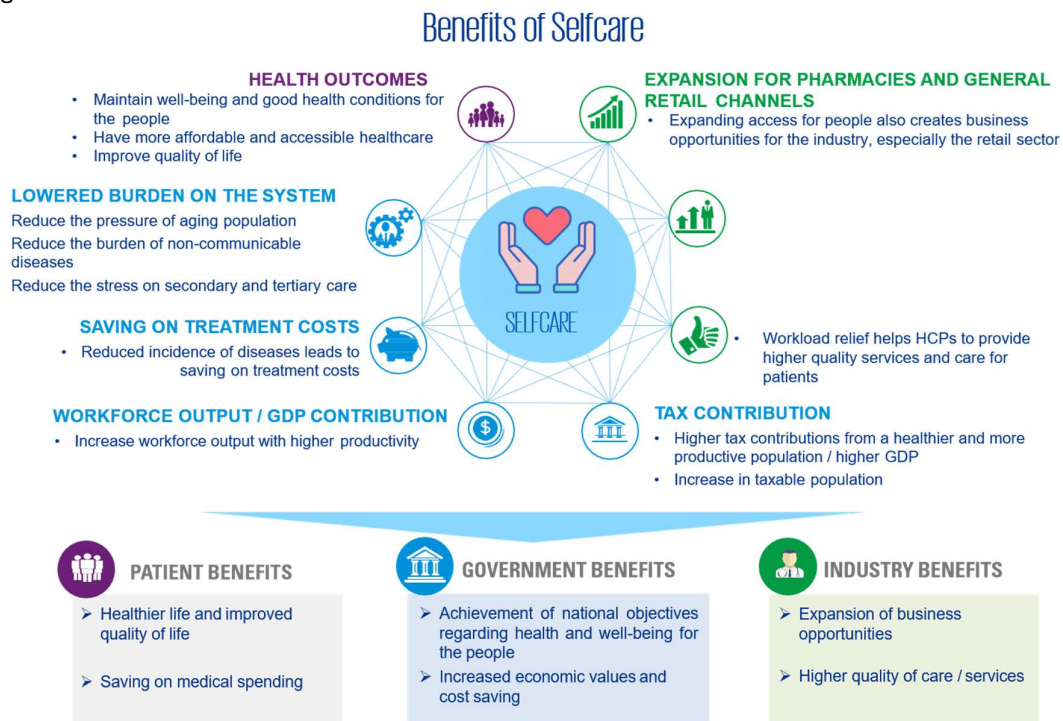 g
Benefits of Selfcare
HEALTH OUTCOMES
• Maintain well-being and good health conditions for
the people
• Have more affordable and accessible healthcare
• Improve quality of life
EXPANSION FOR PHARMACIES AND GENERAL
RETAIL CHANNELS
• Expanding access for people also creates business
opportunities for the industry, especially the retail sector
LOWERED BURDEN ON THE SYSTEM
Reduce the pressure of aging population
Reduce the burden of non-communicable
diseases
Reduce the stress on secondary and tertiary care
SELFCARE
SAVING ON TREATMENT COSTS
• Reduced incidence of diseases leads to
saving on treatment costs
• Workload relief helps HCPs to provide
higher quality services and care for
patients
WORKFORCE OUTPUT / GDP CONTRIBUTION
• Increase workforce output with higher productivity
$
TAX CONTRIBUTION
• Higher tax contributions from a healthier and more
productive population / higher GDP
• Increase in taxable population
PATIENT BENEFITS
➢ Healthier life and improved
quality of life
➢ Saving on medical spending
GOVERNMENT BENEFITS
➢ Achievement of national objectives
regarding health and well-being for
the people
➢ Increased economic values and
cost saving
INDUSTRY BENEFITS
➢ Expansion of business
opportunities
➢ Higher quality of care / services